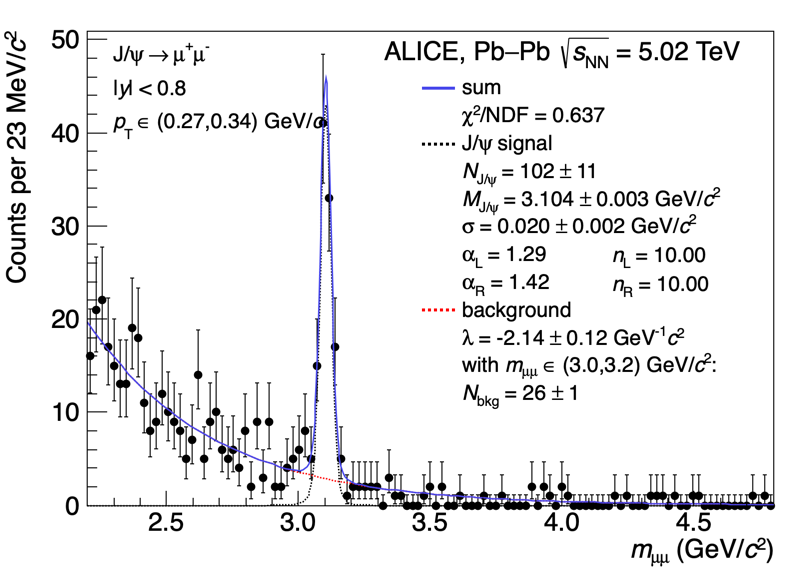 50
40
30
20
10
0
Counts per 23 MeV/c²
J/ψ → μ⁺μ⁻
|y| < 0.8
p_T ∈ (0.27,0.34) GeV/c
ALICE, Pb–Pb √s_NN = 5.02 TeV
sum
χ²/NDF = 0.637
J/ψ signal
N_J/ψ = 102 ± 11
M_J/ψ = 3.104 ± 0.003 GeV/c²
σ = 0.020 ± 0.002 GeV/c²
α_L = 1.29 n_L = 10.00
α_R = 1.42 n_R = 10.00
background
λ = -2.14 ± 0.12 GeV⁻¹c²
with m_μμ ∈ (3.0,3.2) GeV/c²:
N_bkg = 26 ± 1
2.5 3.0 3.5 4.0 4.5
m_μμ (GeV/c²)